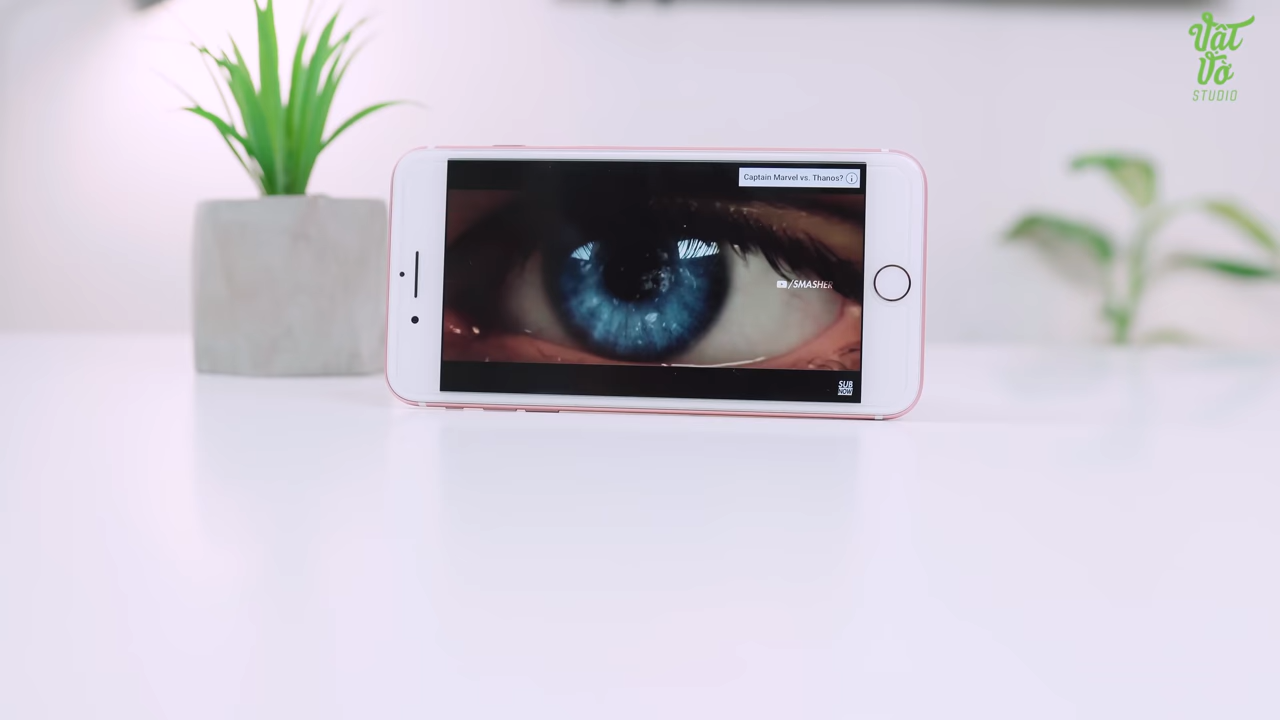 Vật
Vờ
STUDIO
Captain Marvel vs. Thanos?
/SMASHER
SUB
NOW